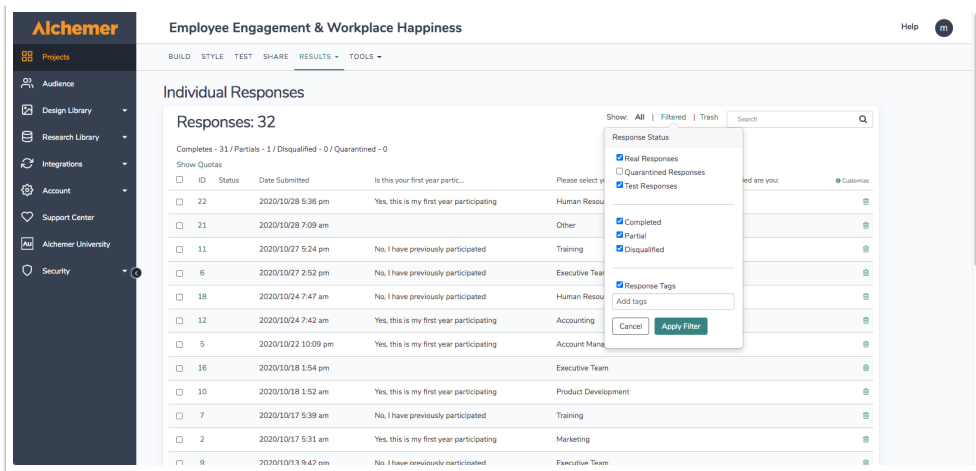 Alchemer
Employee Engagement & Workplace Happiness
Help
m
Projects
Audience
Design Library
Research Library
Integrations
Account
Support Center
Au Alchemer University
Security
BUILD STYLE TEST SHARE RESULTS TOOLS
Individual Responses
Responses: 32
Show: All | Filtered | Trash
Search
Completes - 31 / Partials - 1 / Disqualified - 0 / Quarantined - 0
Show Quotas
ID Status Date Submitted Is this your first year partic... Please select yo ied are you: Customize
22 2020/10/28 5:36 pm Yes, this is my first year participating Human Resou
21 2020/10/28 7:09 am Other
11 2020/10/27 5:24 pm No, I have previously participated Training
6 2020/10/27 2:52 pm No, I have previously participated Executive Tear
18 2020/10/24 7:47 am No, I have previously participated Human Resou
12 2020/10/24 7:42 am Yes, this is my first year participating Accounting
5 2020/10/22 10:09 pm Yes, this is my first year participating Account Mana
16 2020/10/18 1:54 pm Executive Team
10 2020/10/18 1:52 am Yes, this is my first year participating Product Development
7 2020/10/17 5:39 am No, I have previously participated Training
2 2020/10/17 5:31 am Yes, this is my first year participating Marketing
9 2020/10/13 9:42 pm No, I have previously participated Executive Team
Response Status
Real Responses
Quarantined Responses
Test Responses
Completed
Partial
Disqualified
Response Tags
Add tags
Cancel Apply Filter